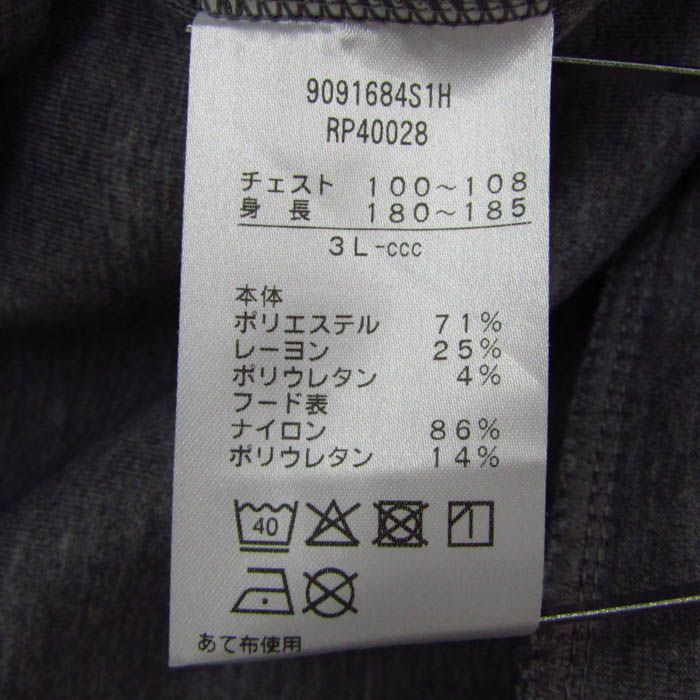 9091684S1H
RP40028
チェスト 100～108
身長 180～185
3L-ccc
本体
ポリエステル 71%
レーヨン 25%
ポリウレタン 4%
フード表
ナイロン 86%
ポリウレタン 14%
40
あて布使用